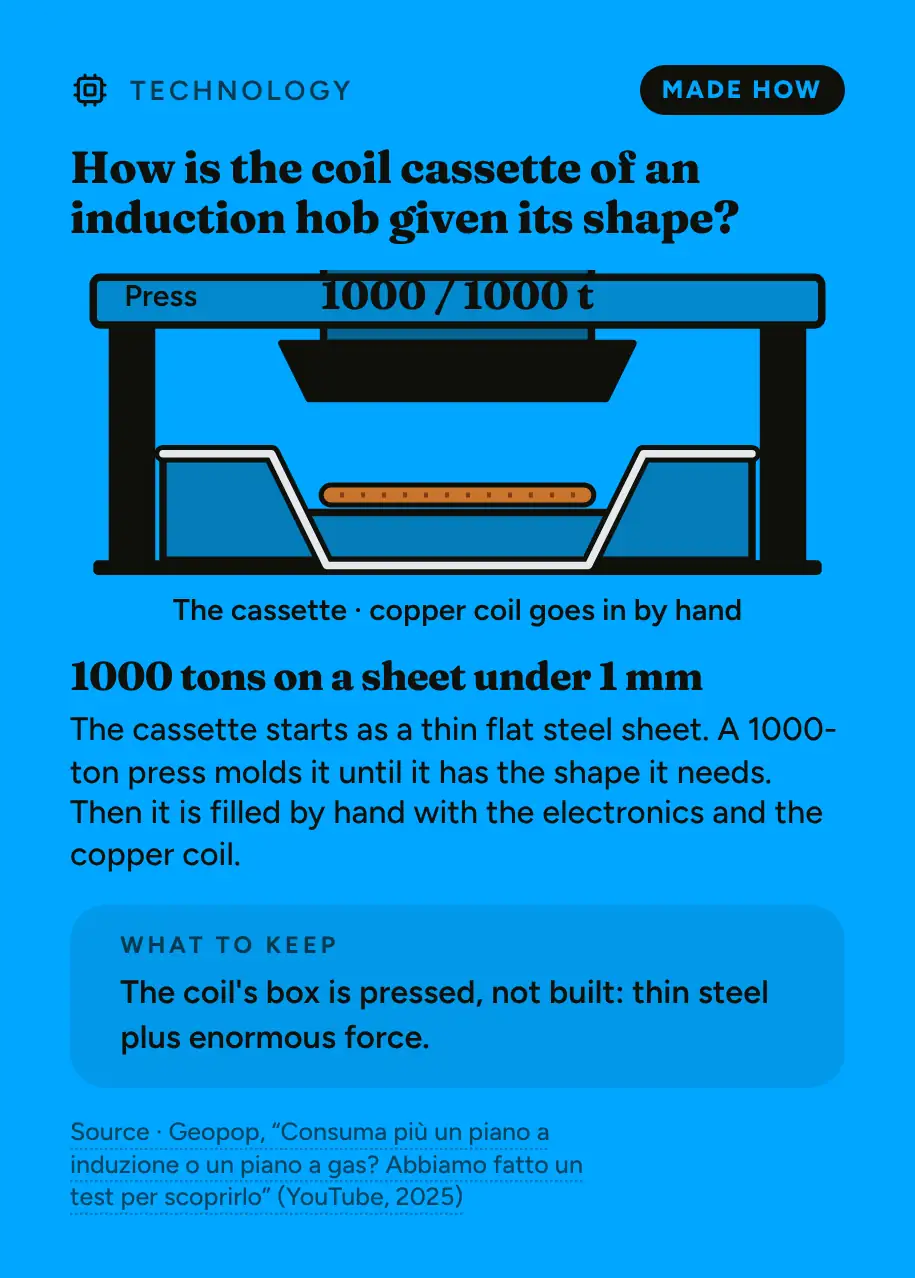 TECHNOLOGY
MADE HOW
How is the coil cassette of an
induction hob given its shape?
Press
1000 / 1000 t
The cassette · copper coil goes in by hand
1000 tons on a sheet under 1 mm
The cassette starts as a thin flat steel sheet. A 1000-
ton press molds it until it has the shape it needs.
Then it is filled by hand with the electronics and the
copper coil.
WHAT TO KEEP
The coil's box is pressed, not built: thin steel
plus enormous force.
Source · Geopop, “Consuma più un piano a
induzione o un piano a gas? Abbiamo fatto un
test per scoprirlo” (YouTube, 2025)